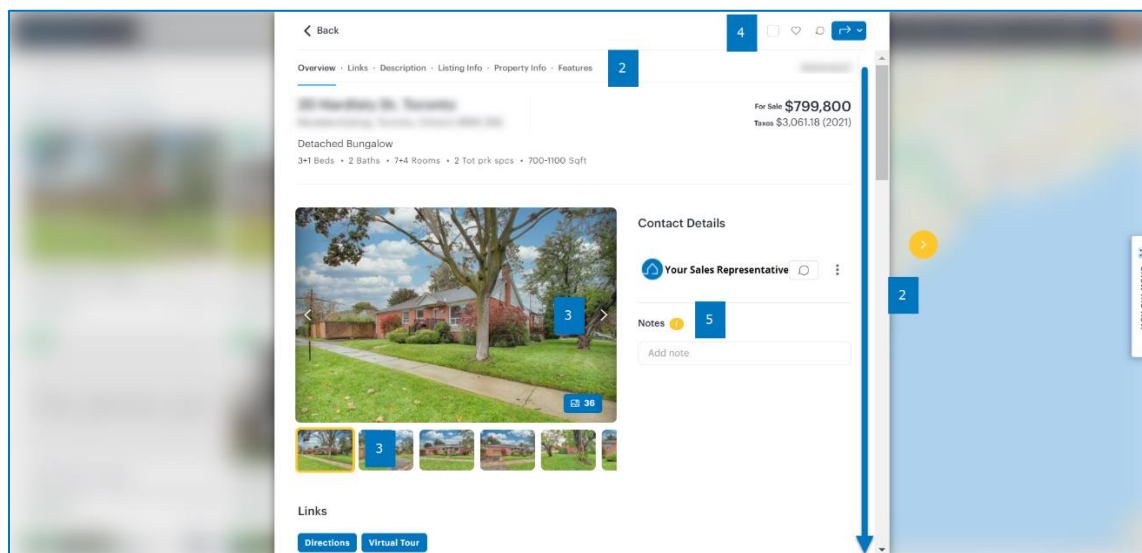 Back
4
Overview · Links · Description · Listing Info · Property Info · Features
2
For Sale $799,800
Taxes $3,061.18 (2021)
Detached Bungalow
3+1 Beds • 2 Baths • 7+4 Rooms • 2 Tot prk spcs • 700-1100 Sqft
Contact Details
Your Sales Representative
2
Notes
5
3
Add note
36
3
Links
Directions
Virtual Tour